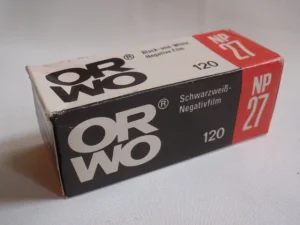 OR
WO
®
Black and White
Negative Film
120
NP
27
OR
WO
®
Schwarzweiß-
Negativfilm
120
NP
27